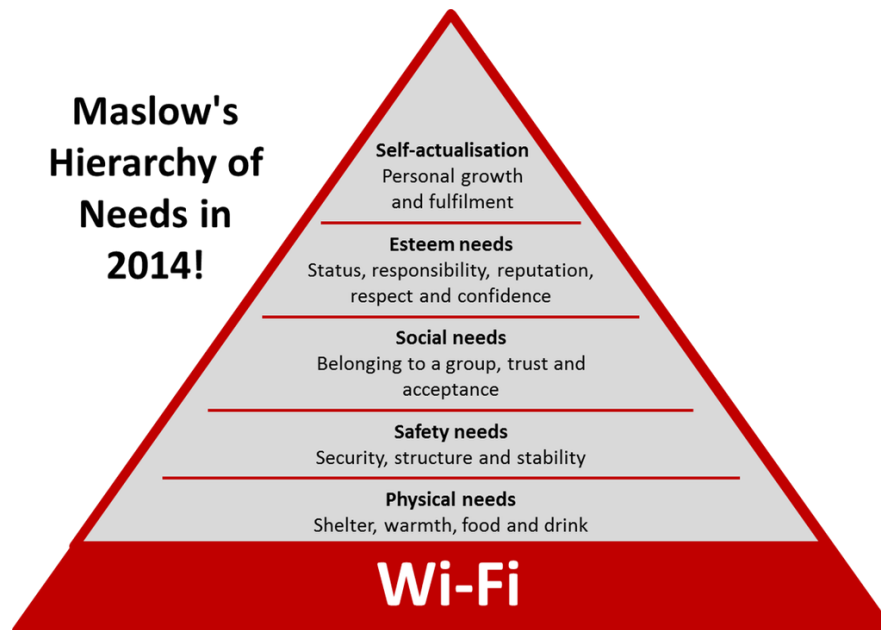 Maslow's
Hierarchy of
Needs in
2014!
Self-actualisation
Personal growth
and fulfilment
Esteem needs
Status, responsibility, reputation,
respect and confidence
Social needs
Belonging to a group, trust and
acceptance
Safety needs
Security, structure and stability
Physical needs
Shelter, warmth, food and drink
Wi-Fi